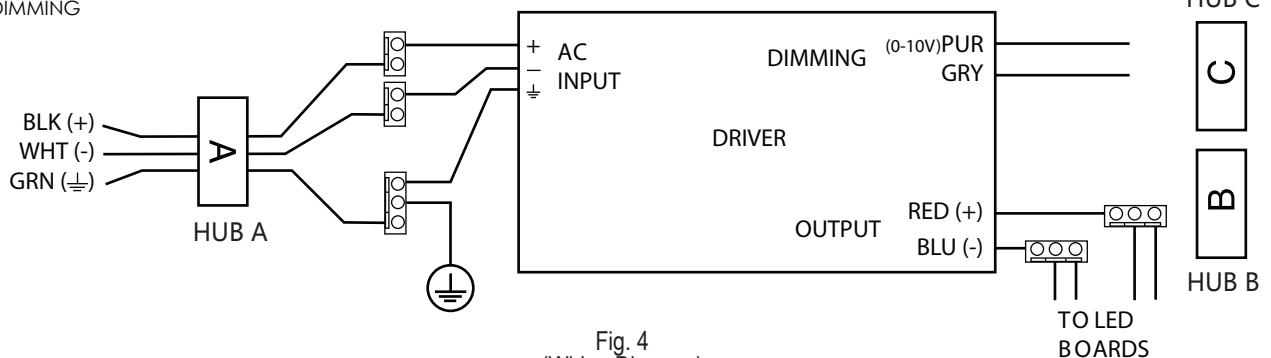 DIMMING
HUB C
C
B
HUB B
BLK (+)
WHT (-)
GRN (⏚)
A
HUB A
+ AC
− INPUT
⏚
DIMMING
(0-10V)PUR
GRY
DRIVER
OUTPUT
RED (+)
BLU (-)
TO LED
BOARDS
Fig. 4